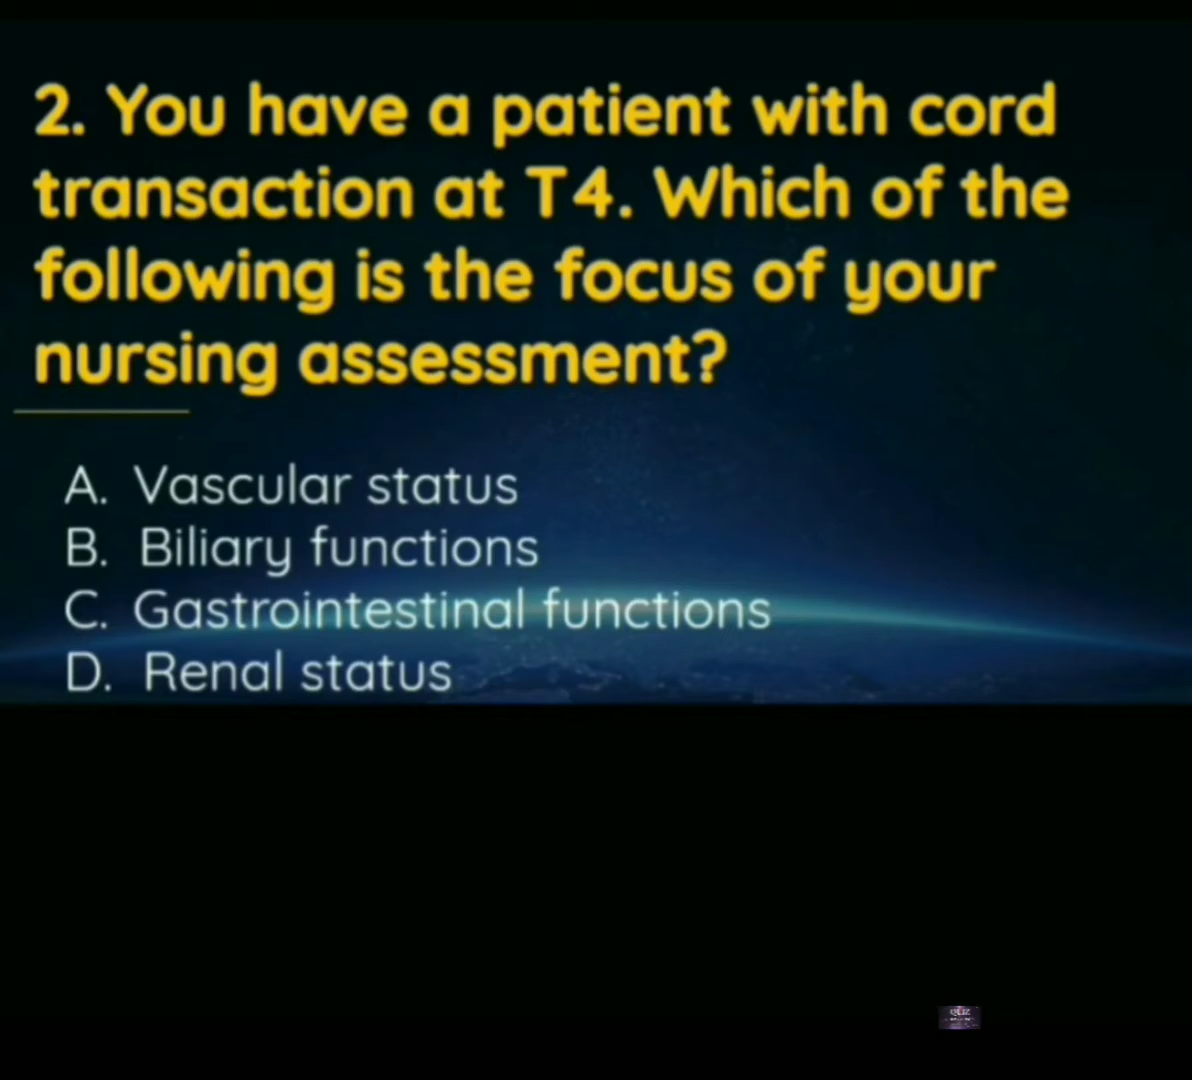 2. You have a patient with cord
transaction at T4. Which of the
following is the focus of your
nursing assessment?
A. Vascular status
B. Biliary functions
C. Gastrointestinal functions
D. Renal status
QUIZ